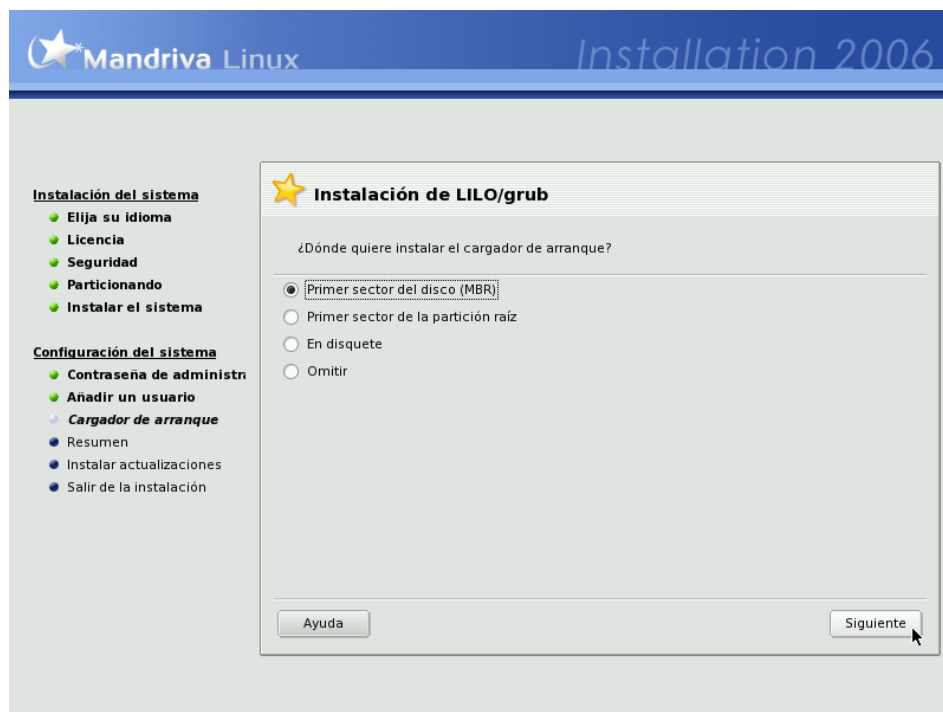 Mandriva Linux
Installation 2006
Instalación del sistema
Elija su idioma
Licencia
Seguridad
Particionando
Instalar el sistema
Configuración del sistema
Contraseña de administra
Añadir un usuario
Cargador de arranque
Resumen
Instalar actualizaciones
Salir de la instalación
Instalación de LILO/grub
¿Dónde quiere instalar el cargador de arranque?
Primer sector del disco (MBR)
Primer sector de la partición raíz
En disquete
Omitir
Ayuda
Siguiente